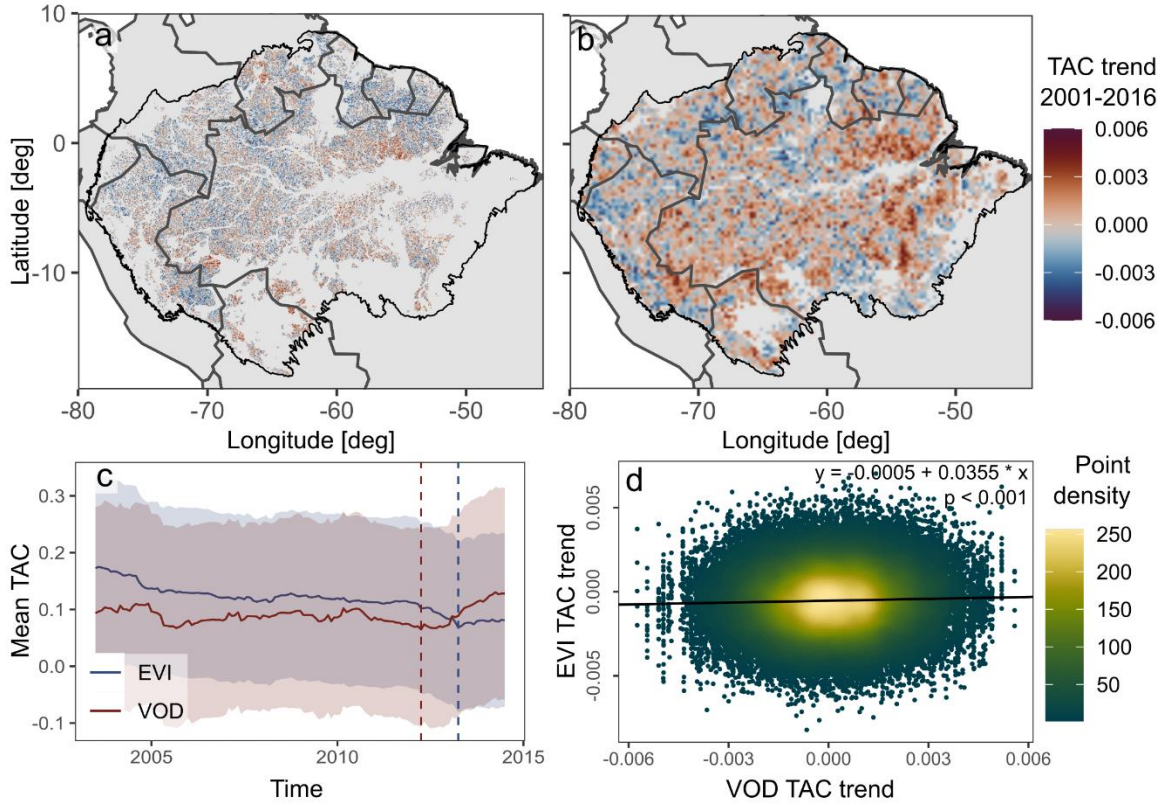 a
b
10
0
-10
Latitude [deg]
-80
-70
-60
-50
Longitude [deg]
-80
-70
-60
-50
Longitude [deg]
TAC trend
2001-2016
0.006
0.003
0.000
-0.003
-0.006
c
0.3
0.2
0.1
0.0
-0.1
Mean TAC
EVI
VOD
2005
2010
2015
Time
d
y = -0.0005 + 0.0355 * x
p < 0.001
0.005
0.000
-0.005
EVI TAC trend
-0.006
-0.003
0.000
0.003
0.006
VOD TAC trend
Point
density
250
200
150
100
50